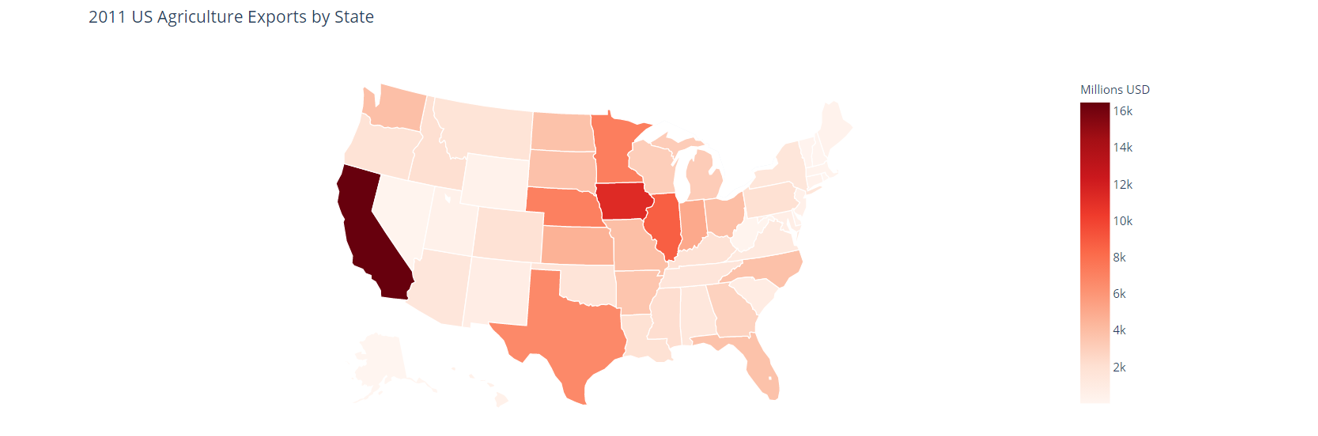 2011 US Agriculture Exports by State
Millions USD
16k
14k
12k
10k
8k
6k
4k
2k